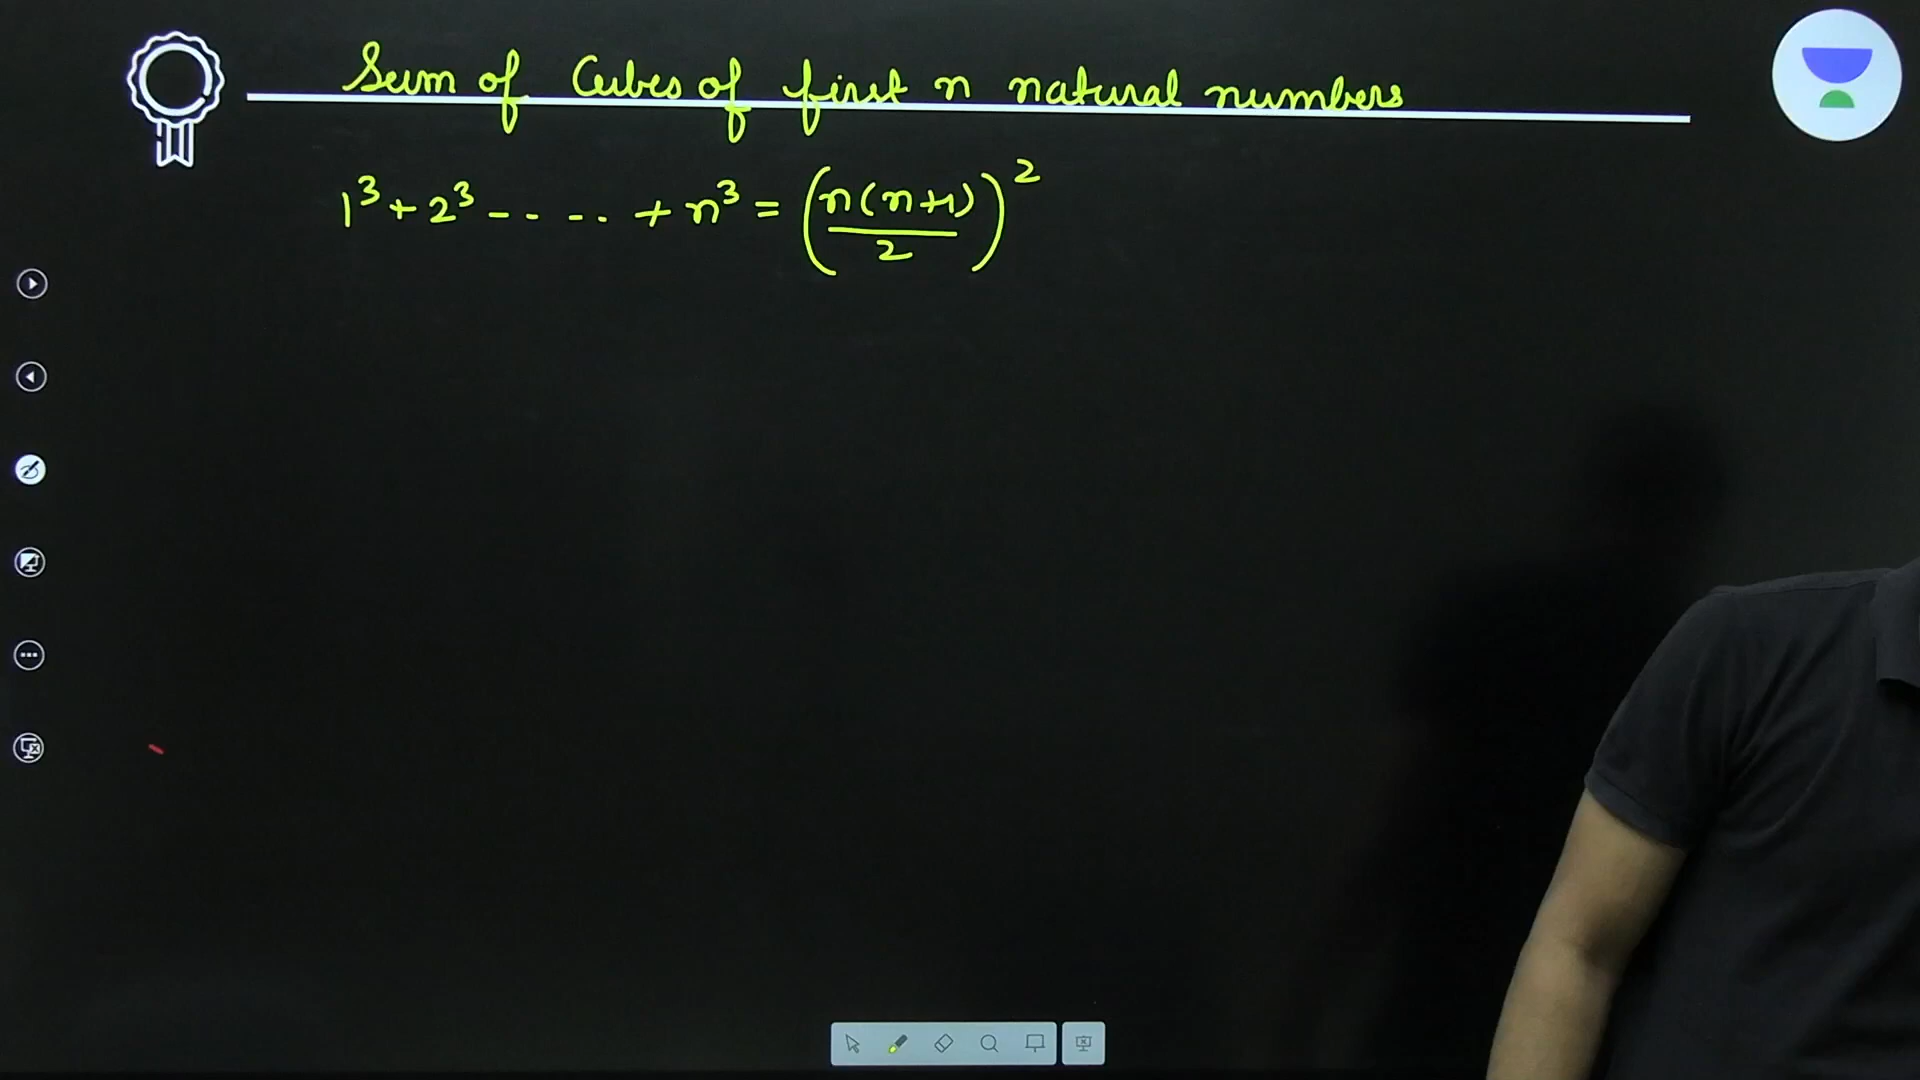 Sum of Cubes of first n natural numbers
1³ + 2³ - - - - .. + n³ = (n(n+1)/2)²